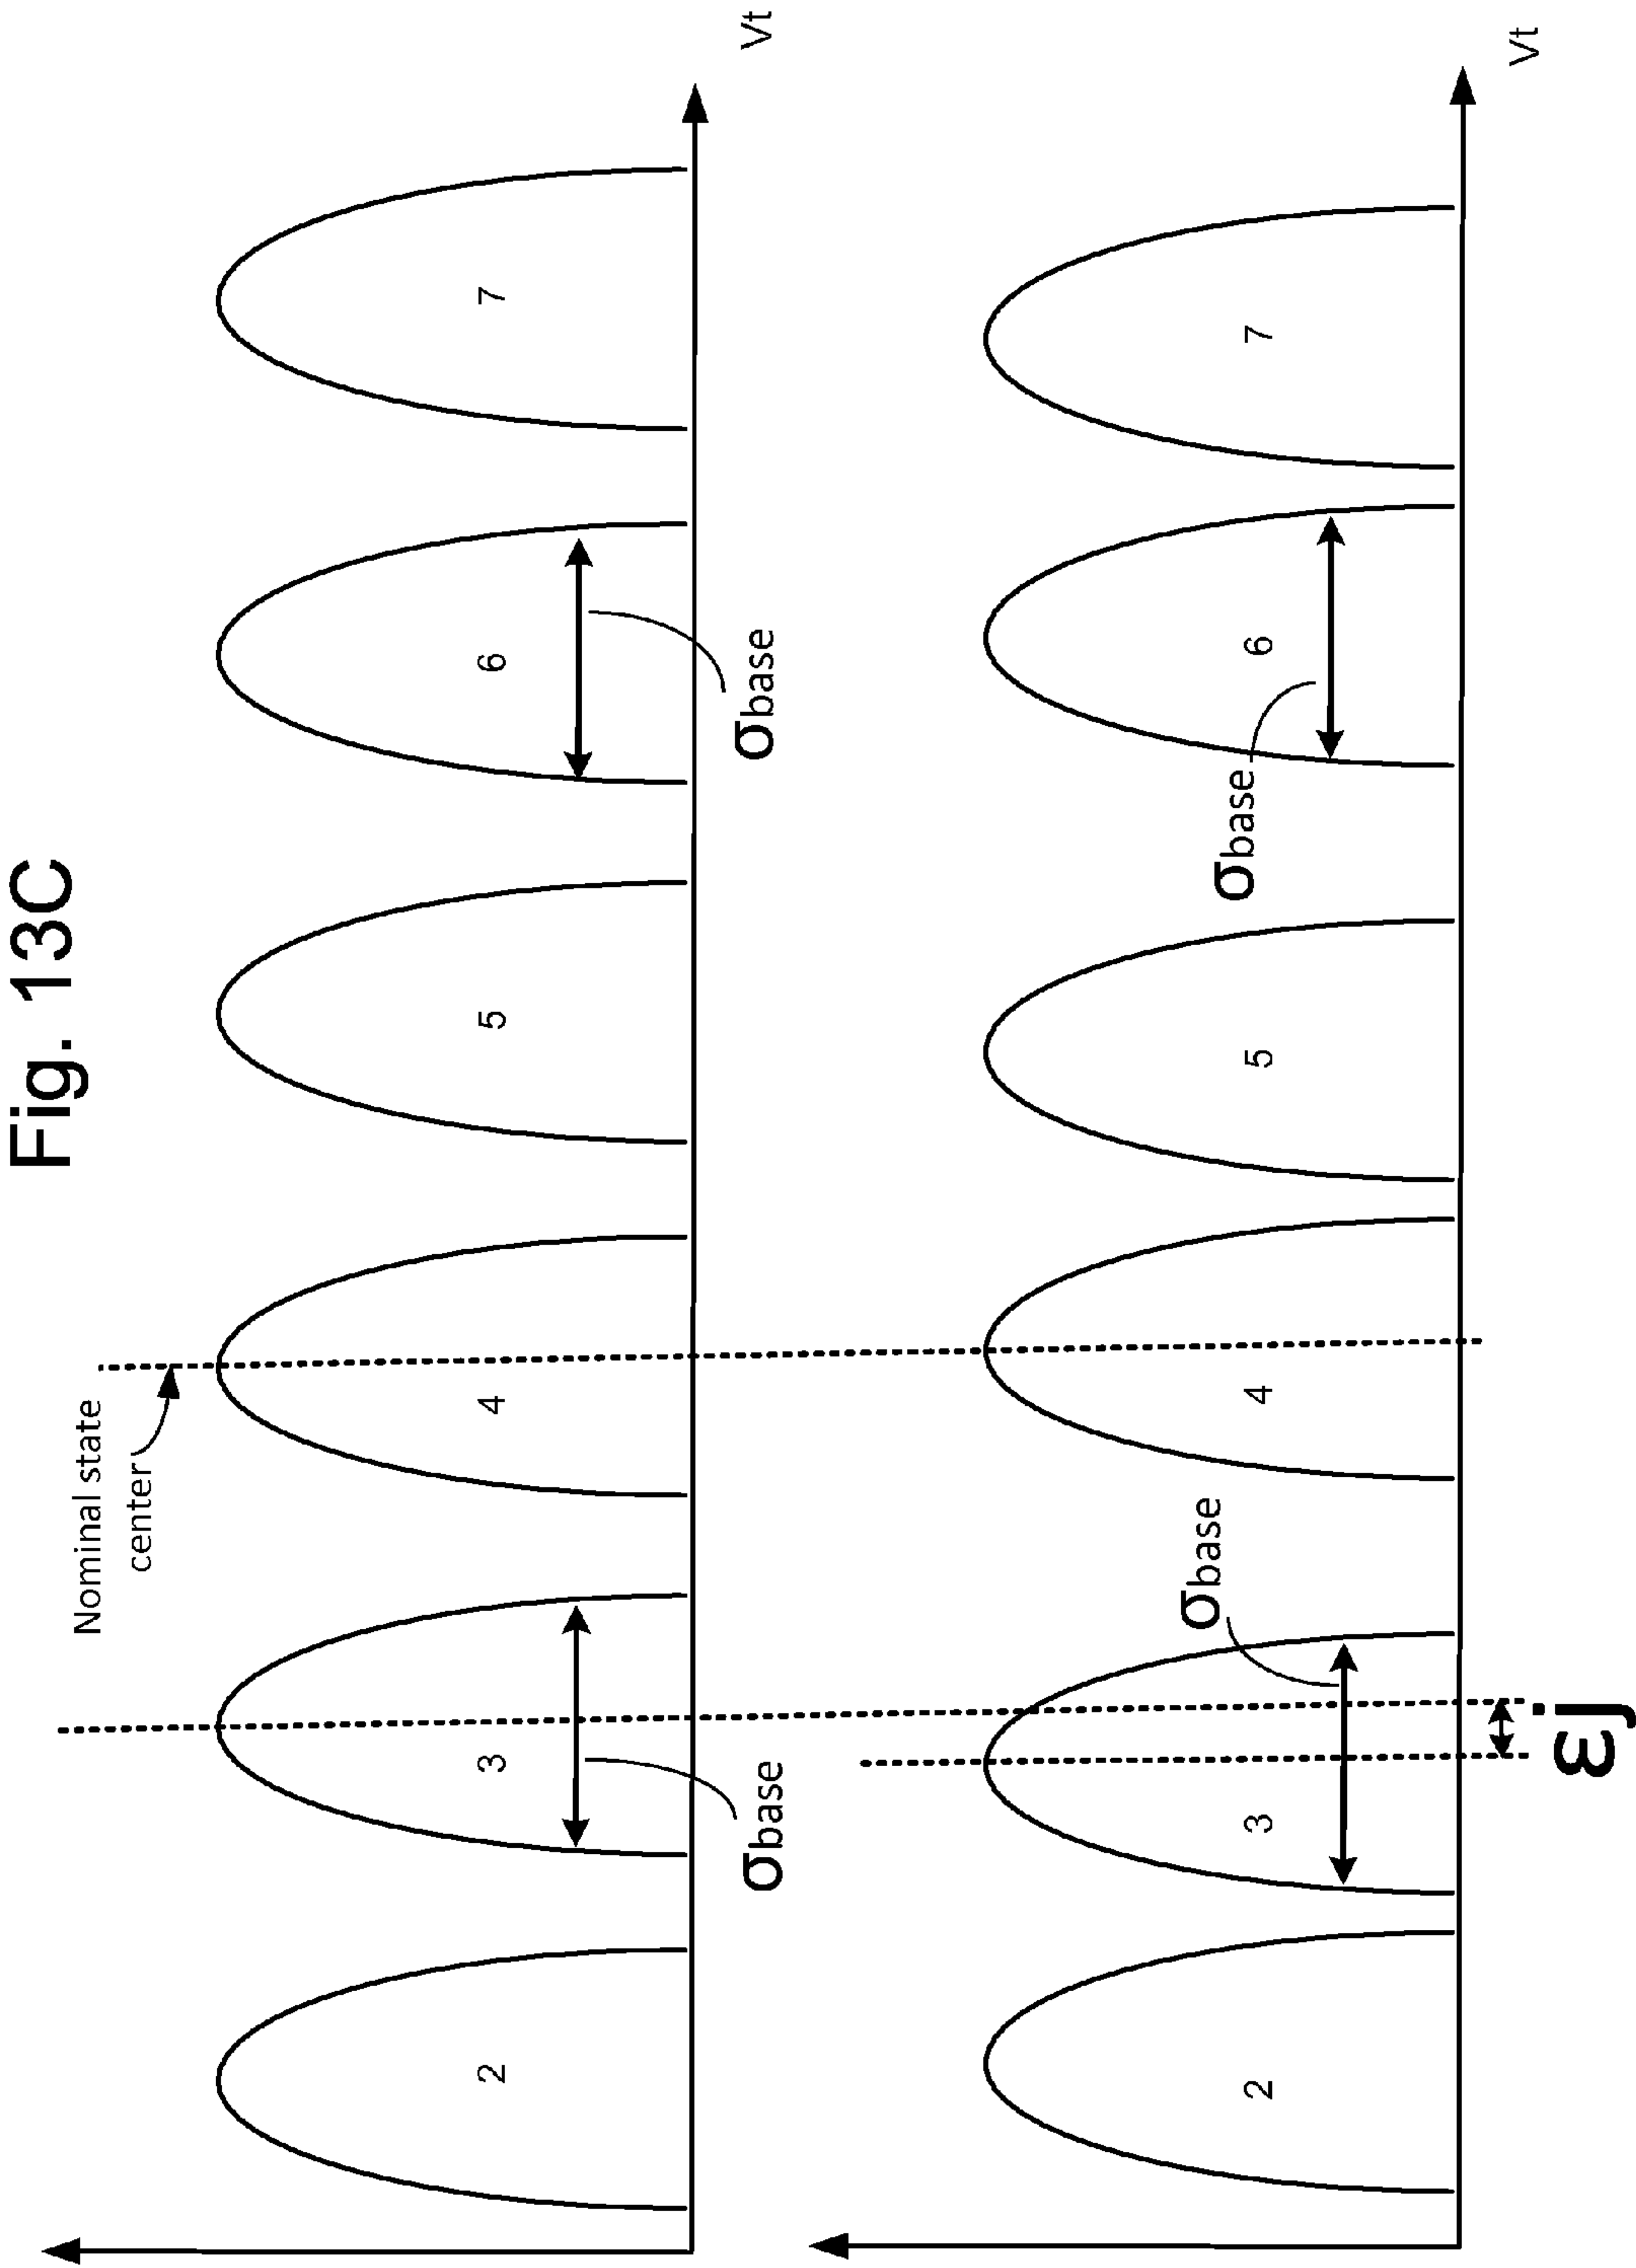 Fig. 13C
Nominal state
center
2 3 4 5 6 7
σbase σbase Vt
σbase σbase
2 3 4 5 6 7
Vt
εj